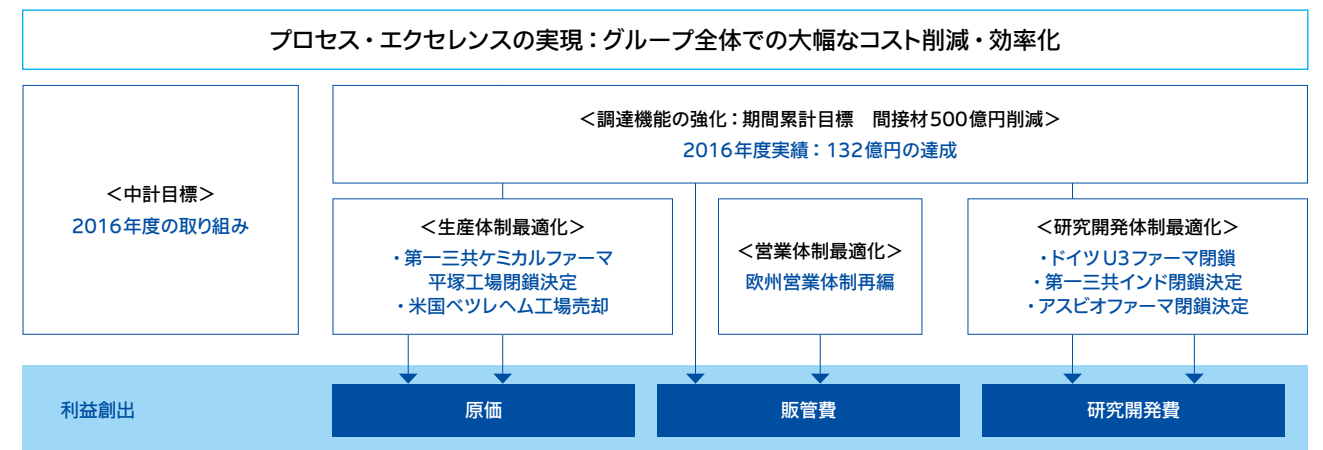 プロセス・エクセレンスの実現：グループ全体での大幅なコスト削減・効率化
＜中計目標＞
2016年度の取り組み
＜調達機能の強化：期間累計目標　間接材500億円削減＞
2016年度実績：132億円の達成
＜生産体制最適化＞
・第一三共ケミカルファーマ
平塚工場閉鎖決定
・米国ベツレヘム工場売却
＜営業体制最適化＞
欧州営業体制再編
＜研究開発体制最適化＞
・ドイツU3ファーマ閉鎖
・第一三共インド閉鎖決定
・アスビオファーマ閉鎖決定
利益創出
原価
販管費
研究開発費